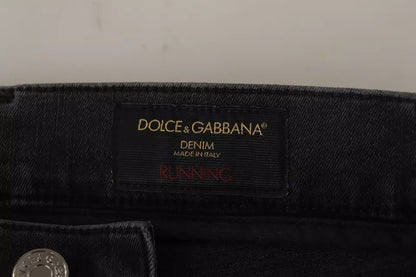 DOLCE & GABBANA®
DENIM
MADE IN ITALY
RUNNING